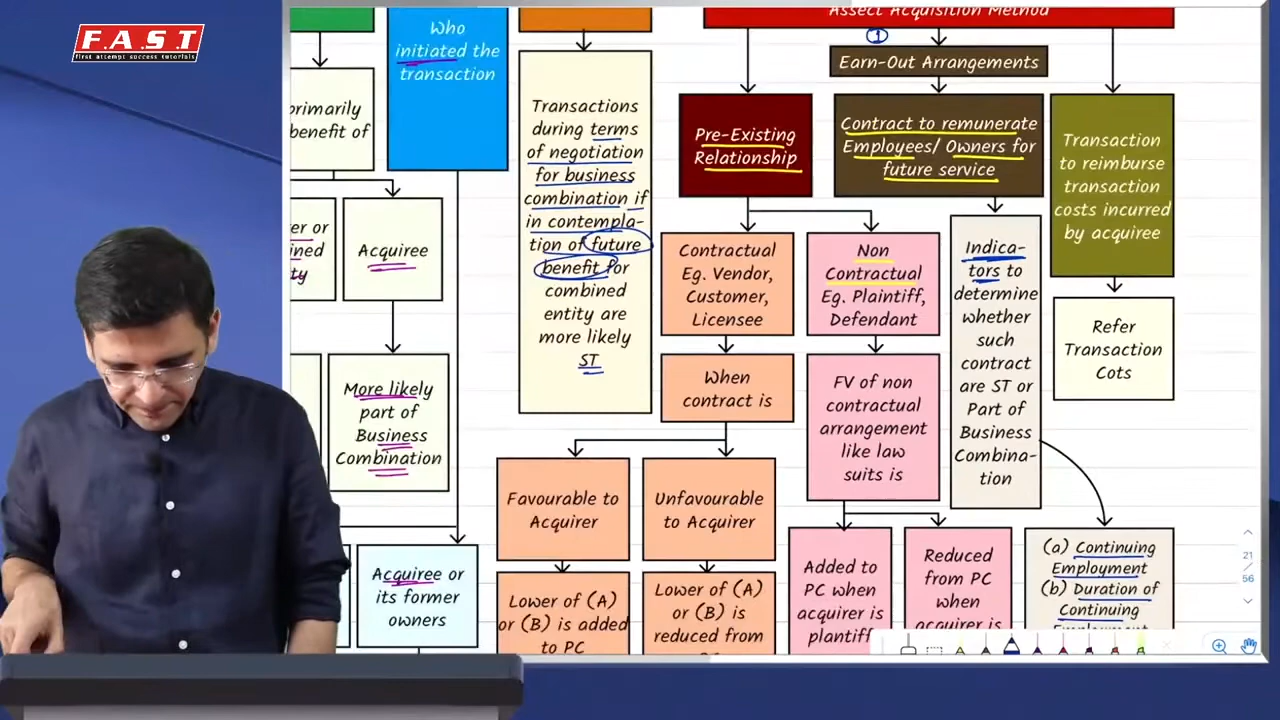 F.A.S.T
first attempt success tutorials
primarily
benefit of
Acquiree
More likely
part of
Business
Combination
Who
initiated the
transaction
Acquiree or
its former
owners
Transactions
during terms
of negotiation
for business
combination if
in contempla-
tion of future
benefit for
combined
entity are
more likely
ST
Assect Acquisition Method
1
Earn-Out Arrangements
Pre-Existing
Relationship
Contract to remunerate
Employees/ Owners for
future service
Transaction
to reimburse
transaction
costs incurred
by acquiree
Contractual
Eg. Vendor,
Customer,
Licensee
Non
Contractual
Eg. Plaintiff,
Defendant
Indica-
tors to
determine
whether
such
contract
are ST or
Part of
Business
Combina-
tion
Refer
Transaction
Cots
When
contract is
FV of non
contractual
arrangement
like law
suits is
Favourable to
Acquirer
Unfavourable
to Acquirer
Lower of (A)
or (B) is added
to PC
Lower of (A)
or (B) is
reduced from
Added to
PC when
acquirer is
plantiff
Reduced
from PC
when
acquirer is
(a) Continuing
Employment
(b) Duration of
Continuing
Employment
21
56